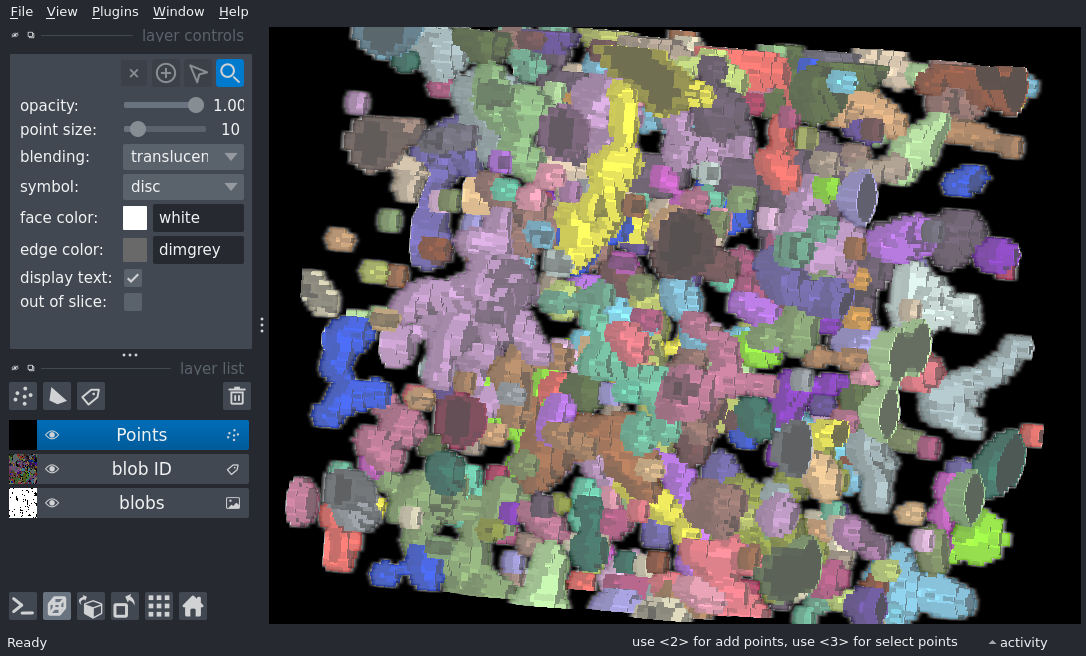 File View Plugins Window Help
layer controls
opacity: 1.00
point size: 10
blending: translucen
symbol: disc
face color: white
edge color: dimgrey
display text:
out of slice:
layer list
Points
blob ID
blobs
Ready
use <2> for add points, use <3> for select points
activity